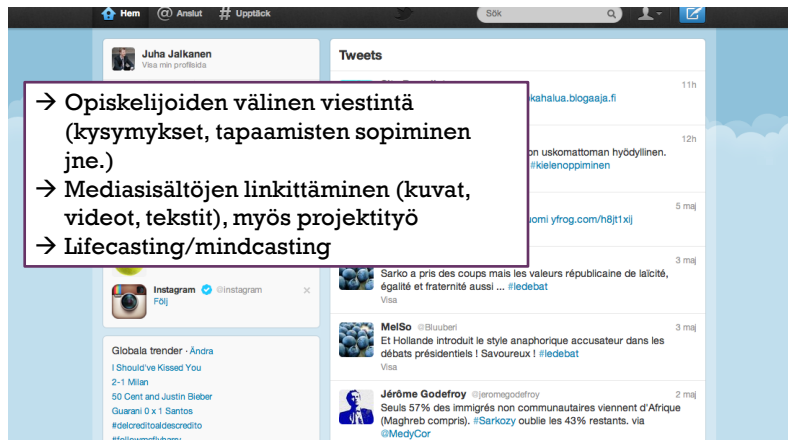 Hem @ Anslut # Upptäck
Sök
Juha Jalkanen
Visa min profilsida
→ Opiskelijoiden välinen viestintä
(kysymykset, tapaamisten sopiminen
jne.)
→ Mediasisältöjen linkittäminen (kuvat,
videot, tekstit), myös projektityö
→ Lifecasting/mindcasting
Instagram @instagram
Följ
Globala trender · Ändra
I Should've Kissed You
2-1 Milan
50 Cent and Justin Bieber
Guarani 0 x 1 Santos
#delcreditoaldescredito
#followmcflyharry
Tweets
11h
kahalua.blogaaja.fi
12h
on uskomattoman hyödyllinen.
#kielenoppiminen
5 maj
uomi yfrog.com/h8jt1xij
3 maj
Sarko a pris des coups mais les valeurs républicaine de laïcité,
égalité et fraternité aussi ... #ledebat
Visa
MelSo @Bluuberi 3 maj
Et Hollande introduit le style anaphorique accusateur dans les
débats présidentiels ! Savoureux ! #ledebat
Visa
Jérôme Godefroy @jeromegodefroy 2 maj
Seuls 57% des immigrés non communautaires viennent d'Afrique
(Maghreb compris). #Sarkozy oublie les 43% restants. via
@MedyCor